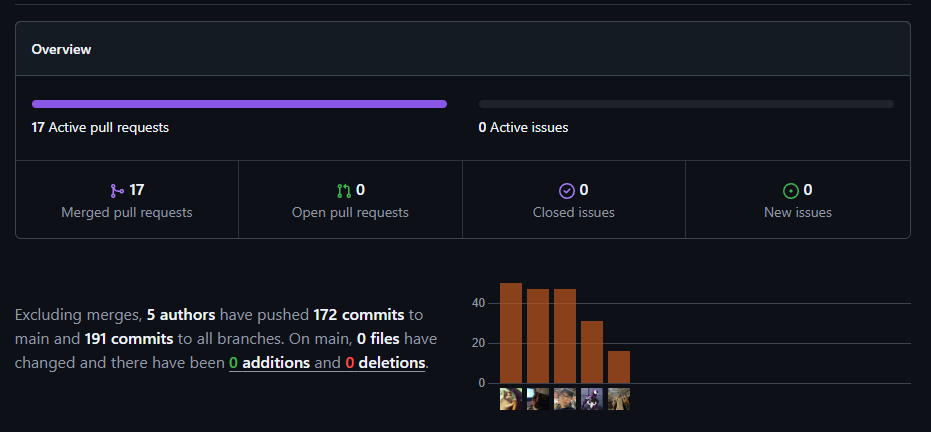 Overview
17 Active pull requests
0 Active issues
17
Merged pull requests
0
Open pull requests
0
Closed issues
0
New issues
Excluding merges, 5 authors have pushed 172 commits to
main and 191 commits to all branches. On main, 0 files have
changed and there have been 0 additions and 0 deletions.
40
20
0